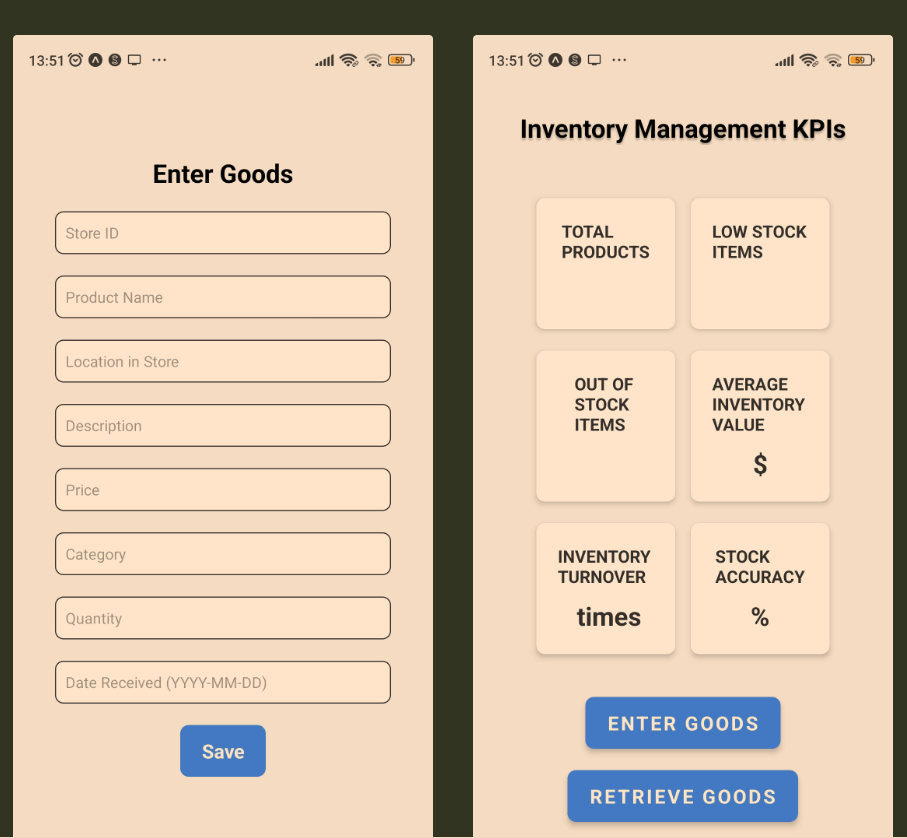 13:51
59
Enter Goods
Store ID
Product Name
Location in Store
Description
Price
Category
Quantity
Date Received (YYYY-MM-DD)
Save
13:51
59
Inventory Management KPIs
TOTAL
PRODUCTS
LOW STOCK
ITEMS
OUT OF
STOCK
ITEMS
AVERAGE
INVENTORY
VALUE
$
INVENTORY
TURNOVER
times
STOCK
ACCURACY
%
ENTER GOODS
RETRIEVE GOODS